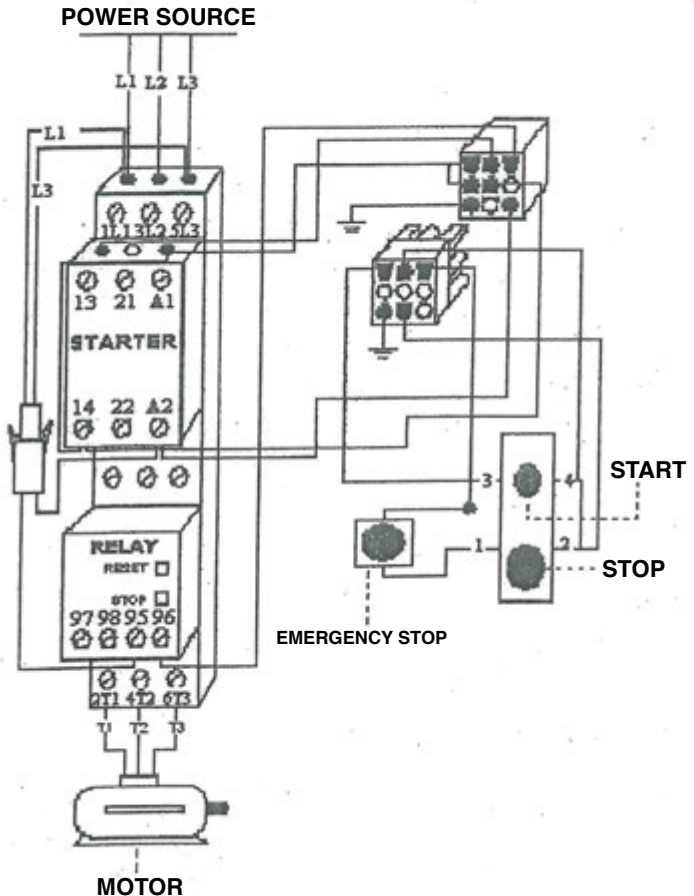 POWER SOURCE
L1 L2 L3
L1
L3
1L1 3L2 5L3
13 21 A1
STARTER
14 22 A2
3 4
START
1 2
STOP
RELAY
RESET
STOP
97 98 95 96
EMERGENCY STOP
2T1 4T2 6T3
T1 T2 T3
MOTOR